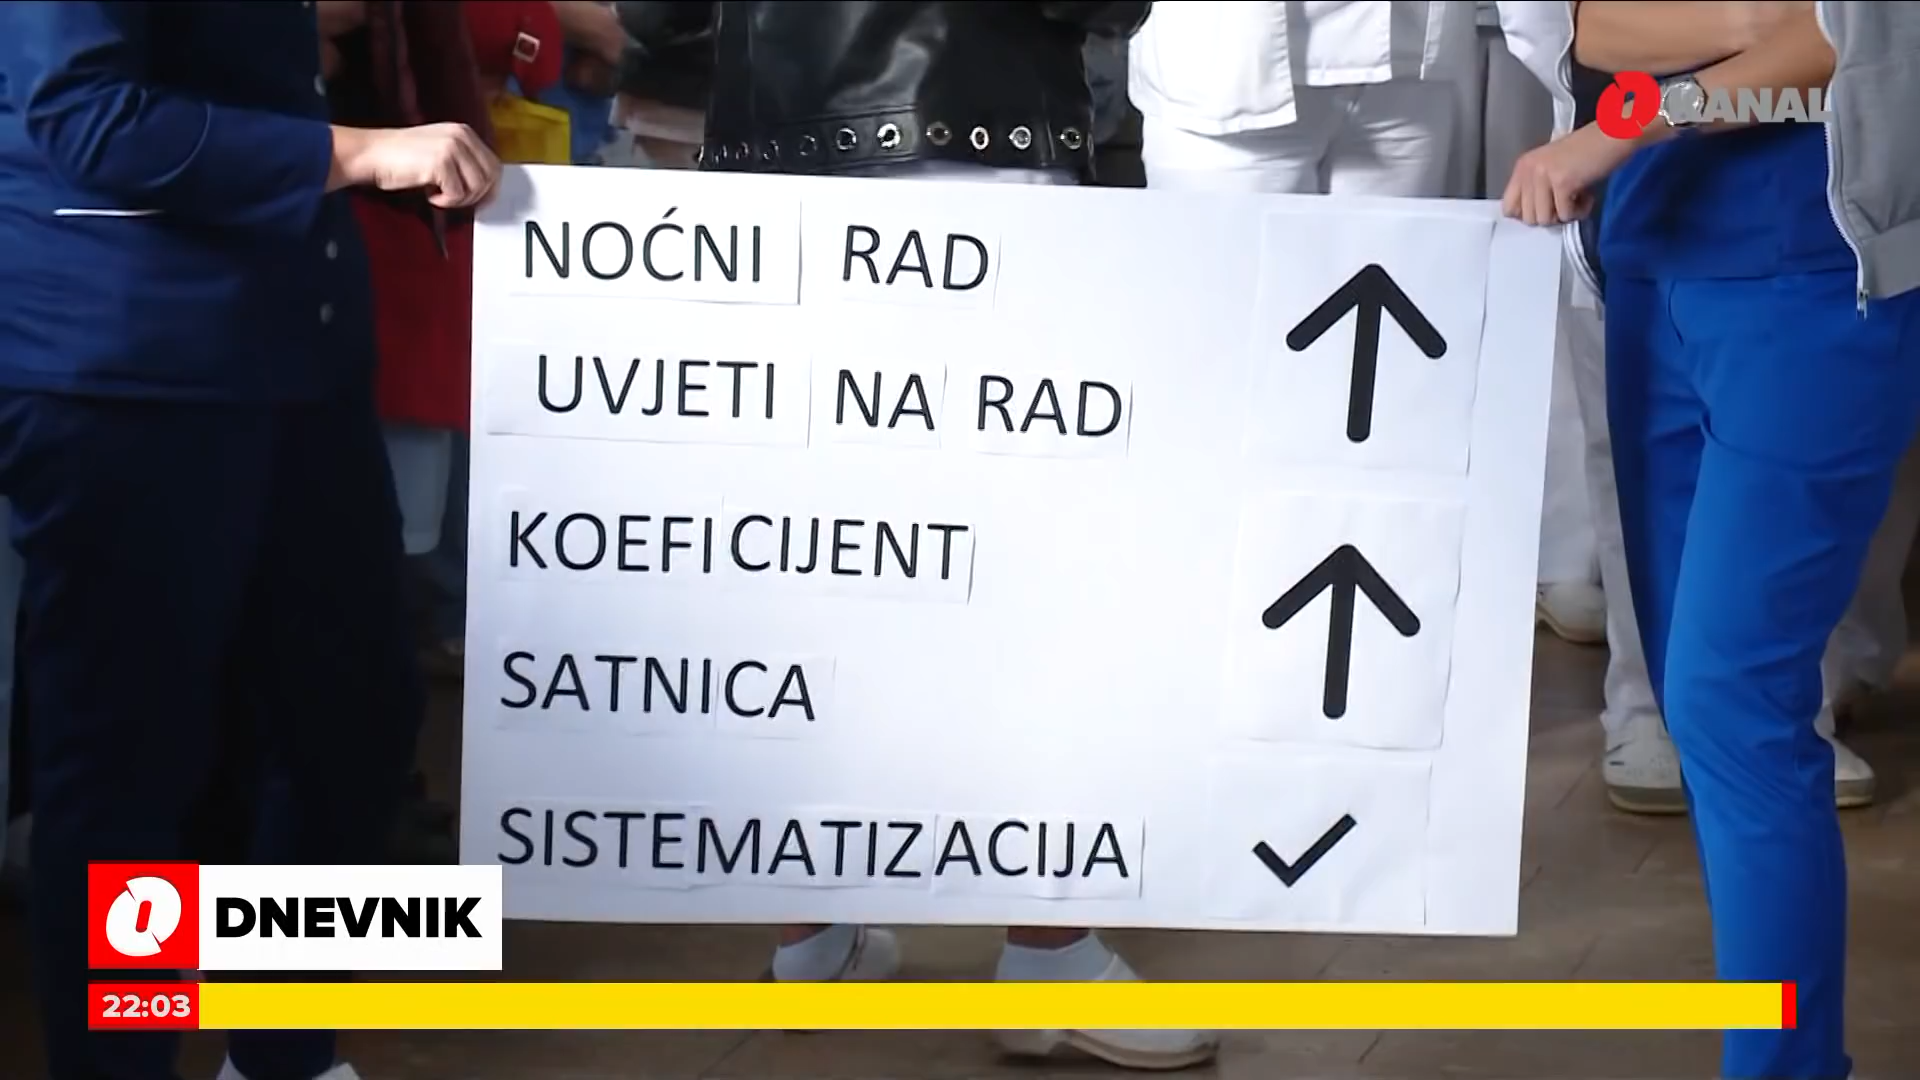 KANAL
NOĆNI RAD
UVJETI NA RAD
KOEFICIJENT
SATNICA
SISTEMATIZACIJA
DNEVNIK
22:03